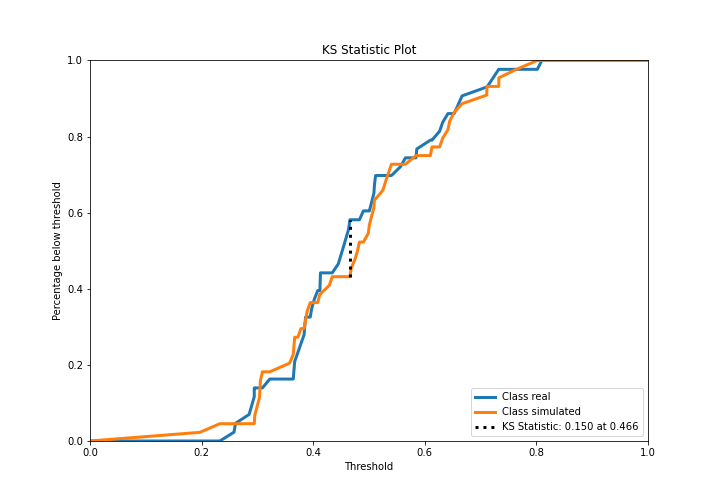 KS Statistic Plot
1.0
0.8
0.6
0.4
0.2
0.0
Percentage below threshold
0.0 0.2 0.4 0.6 0.8 1.0
Threshold
Class real
Class simulated
KS Statistic: 0.150 at 0.466